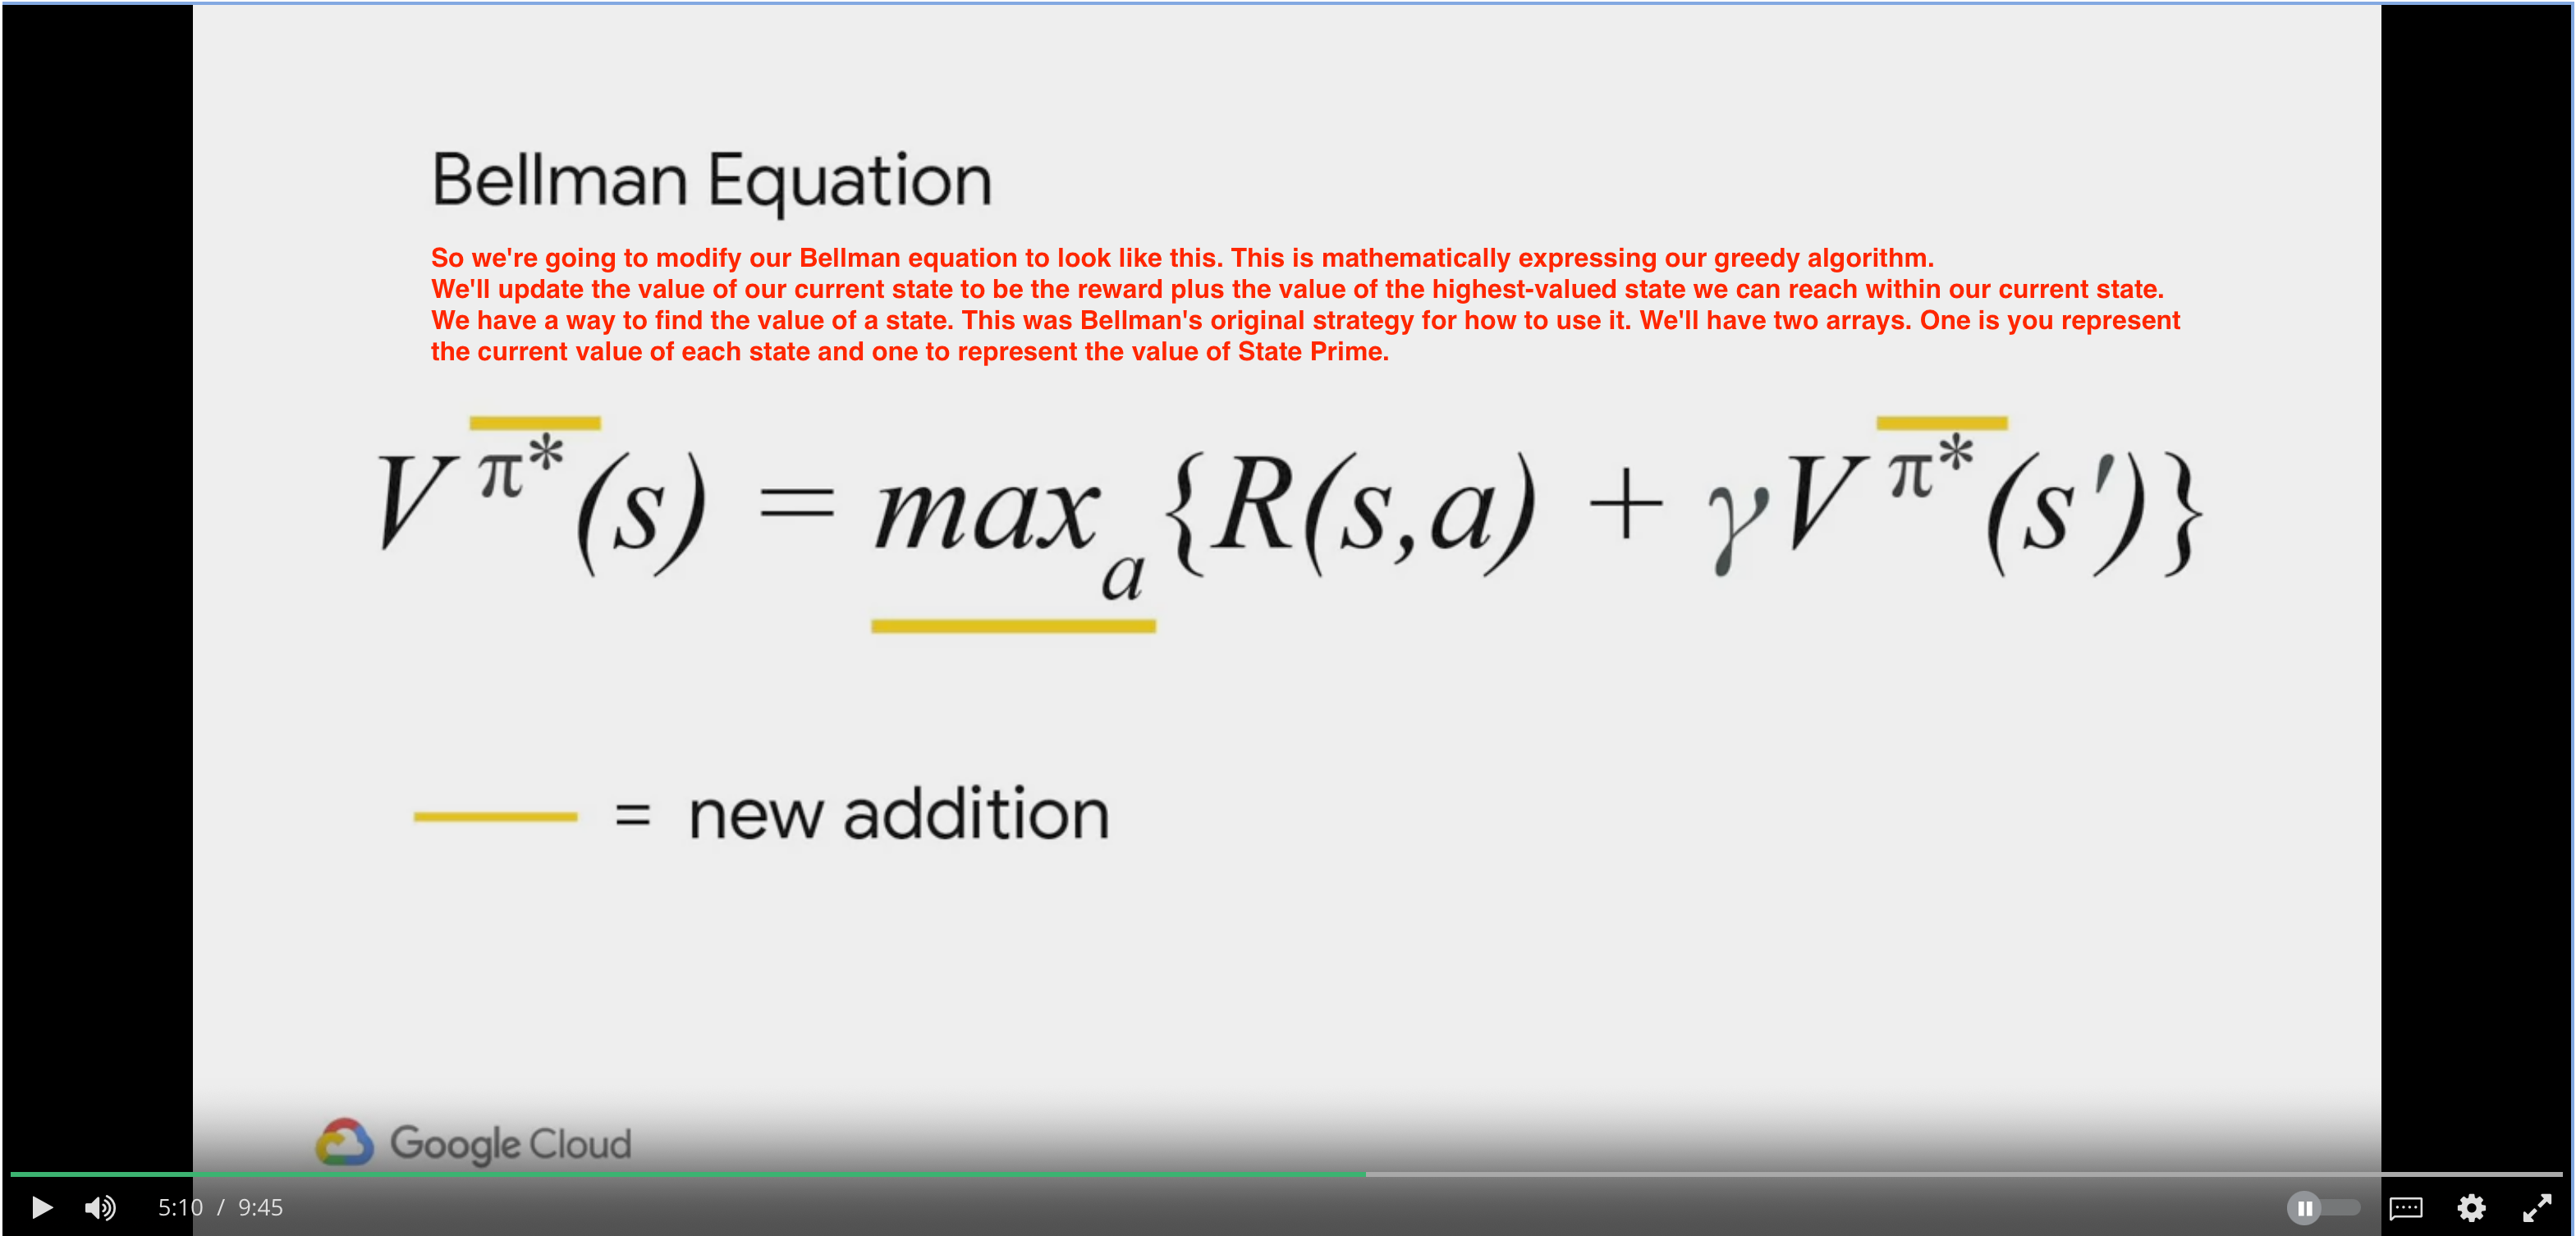 Bellman Equation
So we're going to modify our Bellman equation to look like this. This is mathematically expressing our greedy algorithm.
We'll update the value of our current state to be the reward plus the value of the highest-valued state we can reach within our current state.
We have a way to find the value of a state. This was Bellman's original strategy for how to use it. We'll have two arrays. One is you represent
the current value of each state and one to represent the value of State Prime.
V^π*(s) = max_a {R(s,a) + γV^π*(s′)}
= new addition
Google Cloud
5:10 / 9:45